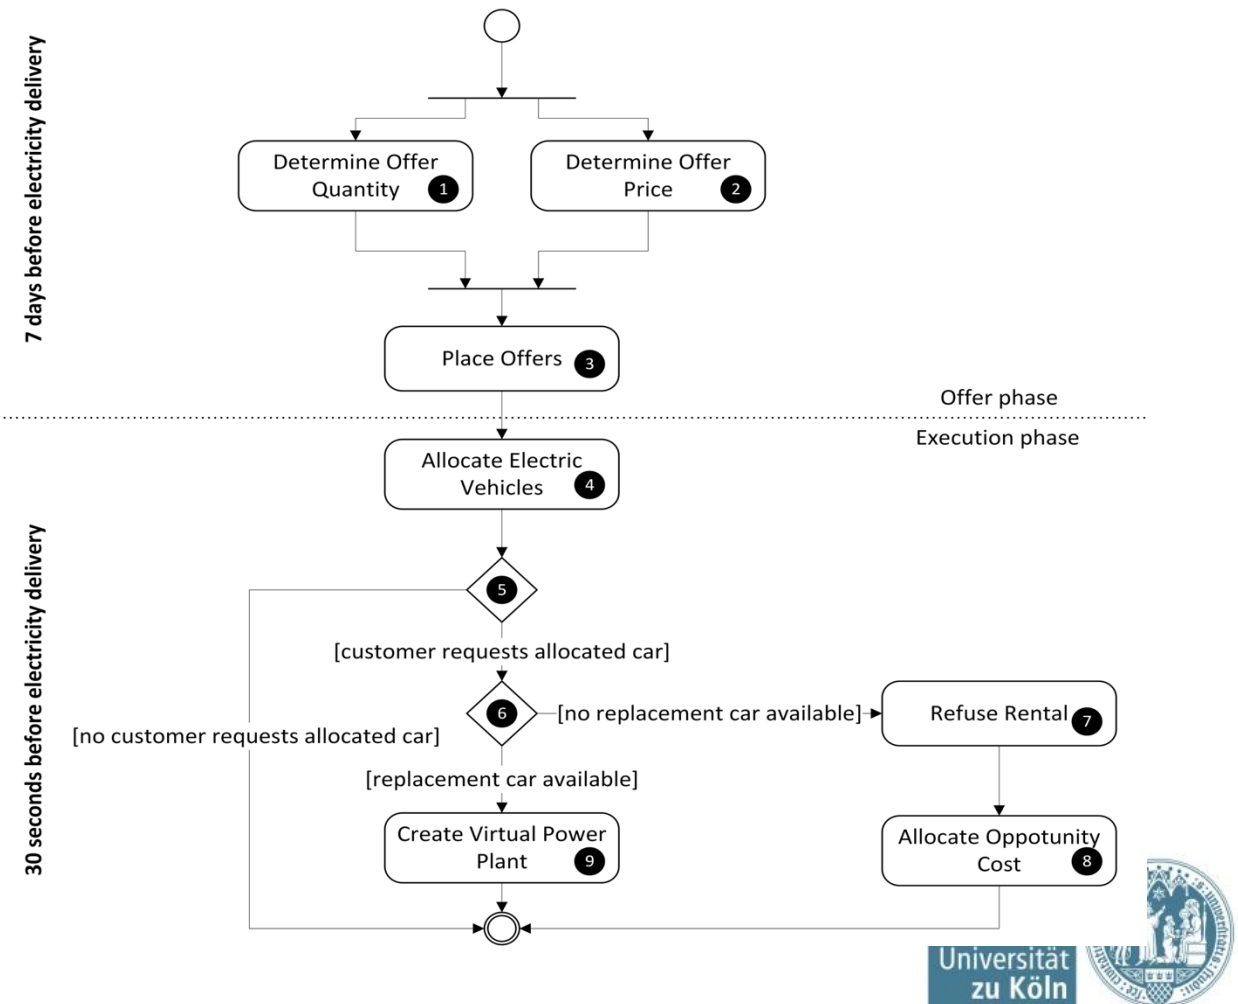 7 days before electricity delivery
Determine Offer
Quantity 1
Determine Offer
Price 2
Place Offers 3
Offer phase
Execution phase
30 seconds before electricity delivery
Allocate Electric
Vehicles 4
5
[customer requests allocated car]
6
[no replacement car available]
Refuse Rental 7
[no customer requests allocated car]
[replacement car available]
Create Virtual Power
Plant 9
Allocate Oppotunity
Cost 8
Universität
zu Köln